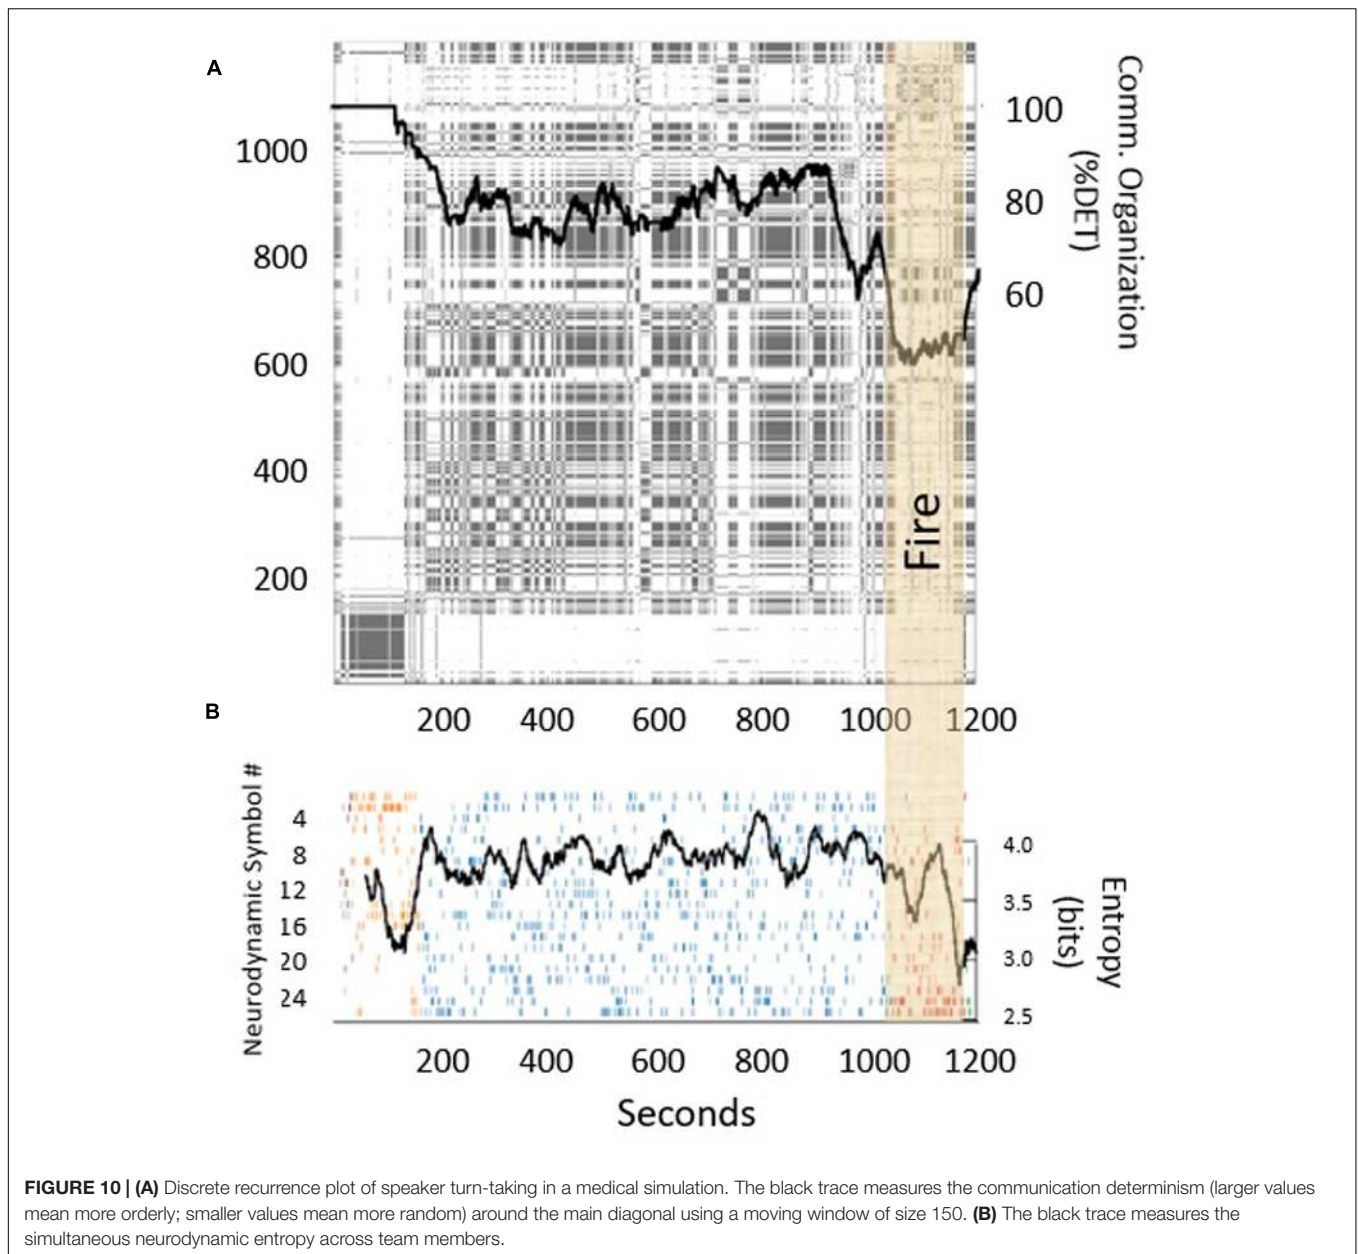 A
Comm. Organization
(%DET)
100
1000
80
800
60
600
400
Fire
200
B
200 400 600 800 1000 1200
Neurodynamic Symbol #
4
4.0
8
12
3.5
16
Entropy
(bits)
20
3.0
24
2.5
200 400 600 800 1000 1200
Seconds
FIGURE 10 | (A) Discrete recurrence plot of speaker turn-taking in a medical simulation. The black trace measures the communication determinism (larger values
mean more orderly; smaller values mean more random) around the main diagonal using a moving window of size 150. (B) The black trace measures the
simultaneous neurodynamic entropy across team members.